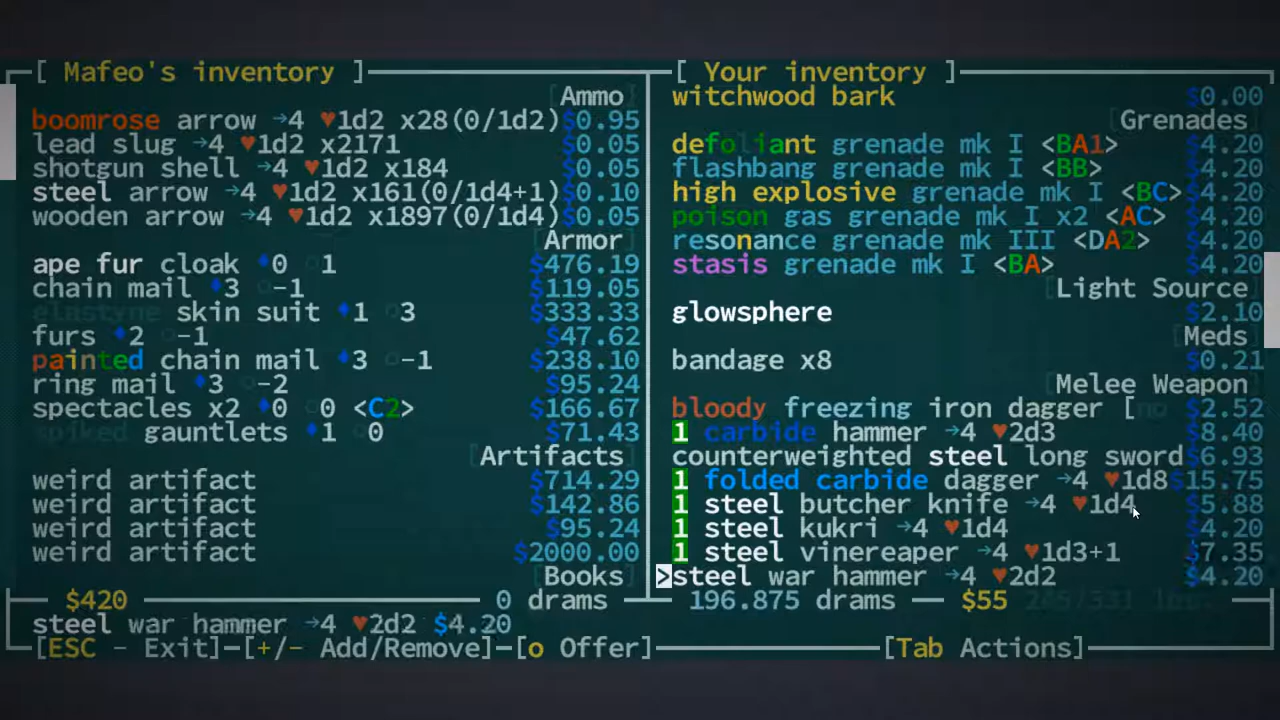 [ Mafeo's inventory ]
[Ammo]
boomrose arrow →4 ♥1d2 x28(0/1d2) $0.95
lead slug →4 ♥1d2 x2171 $0.05
shotgun shell →4 ♥1d2 x184 $0.05
steel arrow →4 ♥1d2 x161(0/1d4+1) $0.10
wooden arrow →4 ♥1d2 x1897(0/1d4) $0.05
[Armor]
ape fur cloak ♦0 ○1 $476.19
chain mail ♦3 ○-1 $119.05
elastyne skin suit ♦1 ○3 $333.33
furs ♦2 ○-1 $47.62
painted chain mail ♦3 ○-1 $238.10
ring mail ♦3 ○-2 $95.24
spectacles x2 ♦0 ○0 <C2> $166.67
spiked gauntlets ♦1 ○0 $71.43
[Artifacts]
weird artifact $714.29
weird artifact $142.86
weird artifact $95.24
weird artifact $2000.00
[Books]
[ Your inventory ]
witchwood bark $0.00
[Grenades]
defoliant grenade mk I <BA1> $4.20
flashbang grenade mk I <BB> $4.20
high explosive grenade mk I <BC> $4.20
poison gas grenade mk I x2 <AC> $4.20
resonance grenade mk III <DA2> $4.20
stasis grenade mk I <BA> $4.20
[Light Source]
glowsphere $2.10
[Meds]
bandage x8 $0.21
[Melee Weapon]
bloody freezing iron dagger [no $2.52
1 carbide hammer →4 ♥2d3 $8.40
counterweighted steel long sword $6.93
1 folded carbide dagger →4 ♥1d8 $15.75
1 steel butcher knife →4 ♥1d4 $5.88
1 steel kukri →4 ♥1d4 $4.20
1 steel vinereaper →4 ♥1d3+1 $7.35
>steel war hammer →4 ♥2d2 $4.20
$420 0 drams 196.875 drams $55
steel war hammer →4 ♥2d2 $4.20
[ESC - Exit]-[+/- Add/Remove]-[o Offer] [Tab Actions]